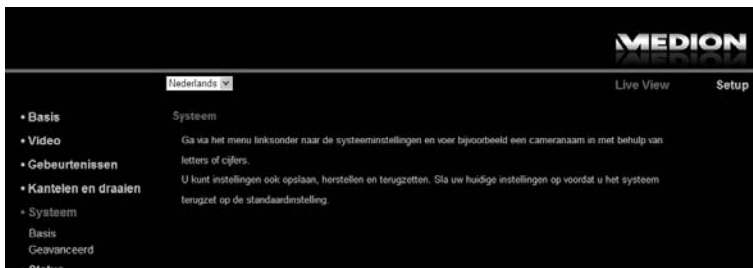 MEDION
Nederlands
Live View
Setup
• Basis
• Video
• Gebeurtenissen
• Kantelen en draaien
• Systeem
Basis
Geavanceerd
• Status
Systeem
Ga via het menu linksonder naar de systeeminstellingen en voer bijvoorbeeld een cameranaam in met behulp van
letters of cijfers.
U kunt instellingen ook opslaan, herstellen en terugzetten. Sla uw huidige instellingen op voordat u het systeem
terugzet op de standaardinstelling.